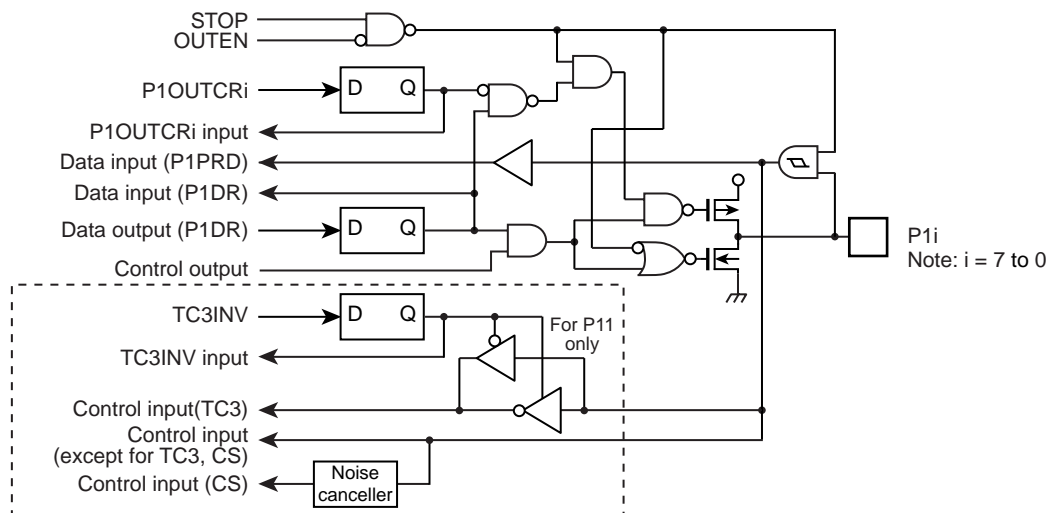 STOP
OUTEN
P1OUTCRi
D Q
P1OUTCRi input
Data input (P1PRD)
Data input (P1DR)
Data output (P1DR)
D Q
Control output
P1i
Note: i = 7 to 0
TC3INV
D Q
For P11
only
TC3INV input
Control input(TC3)
Control input
(except for TC3, CS)
Control input (CS)
Noise
canceller